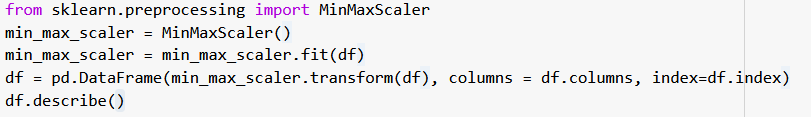 from sklearn.preprocessing import MinMaxScaler
min_max_scaler = MinMaxScaler()
min_max_scaler = min_max_scaler.fit(df)
df = pd.DataFrame(min_max_scaler.transform(df), columns = df.columns, index=df.index)
df.describe()